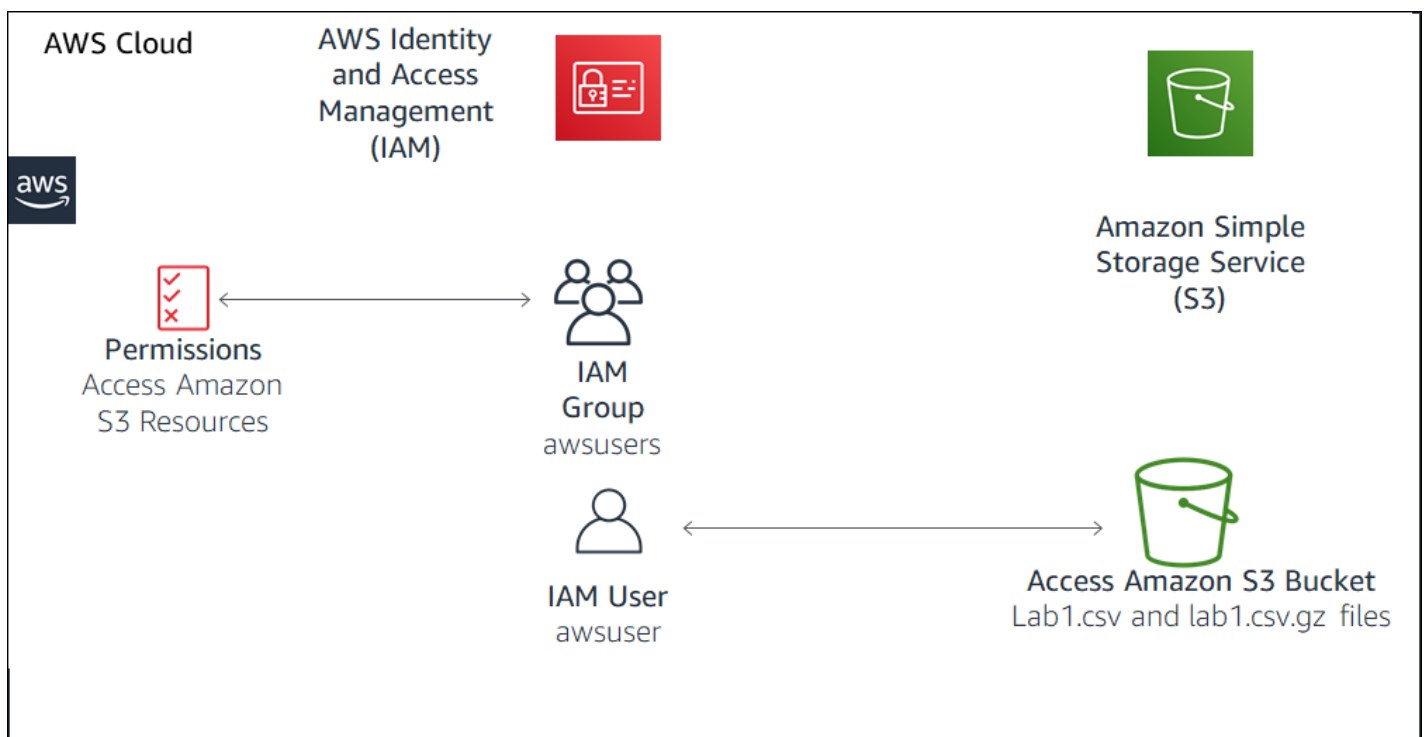 AWS Cloud
AWS Identity
and Access
Management
(IAM)
aws
Amazon Simple
Storage Service
(S3)
Permissions
Access Amazon
S3 Resources
IAM
Group
awsusers
IAM User
awsuser
Access Amazon S3 Bucket
Lab1.csv and lab1.csv.gz files